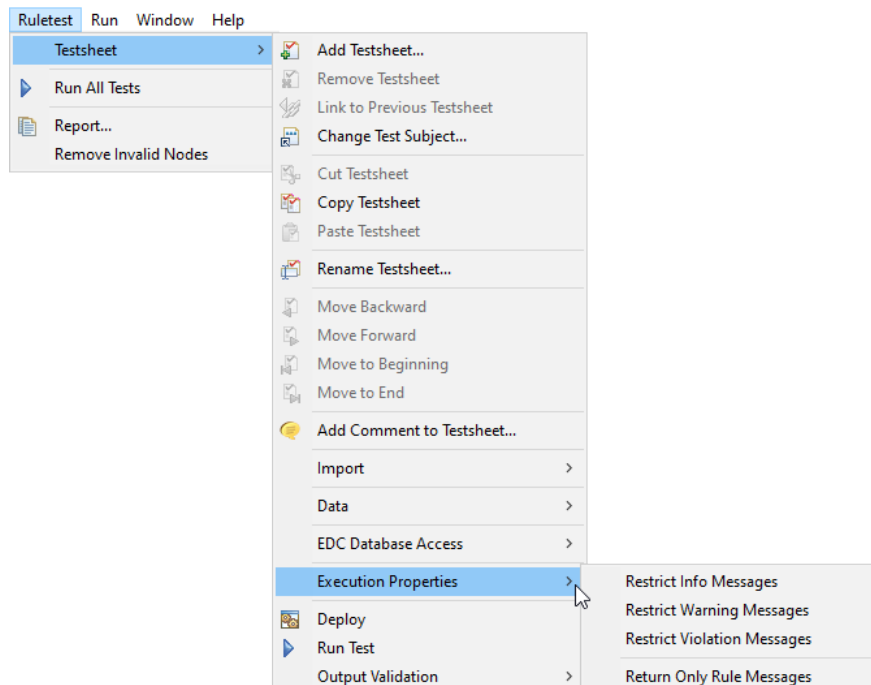 Ruletest Run Window Help
Testsheet
Run All Tests
Report...
Remove Invalid Nodes
Add Testsheet...
Remove Testsheet
Link to Previous Testsheet
Change Test Subject...
Cut Testsheet
Copy Testsheet
Paste Testsheet
Rename Testsheet...
Move Backward
Move Forward
Move to Beginning
Move to End
Add Comment to Testsheet...
Import
Data
EDC Database Access
Execution Properties
Deploy
Run Test
Output Validation
Restrict Info Messages
Restrict Warning Messages
Restrict Violation Messages
Return Only Rule Messages